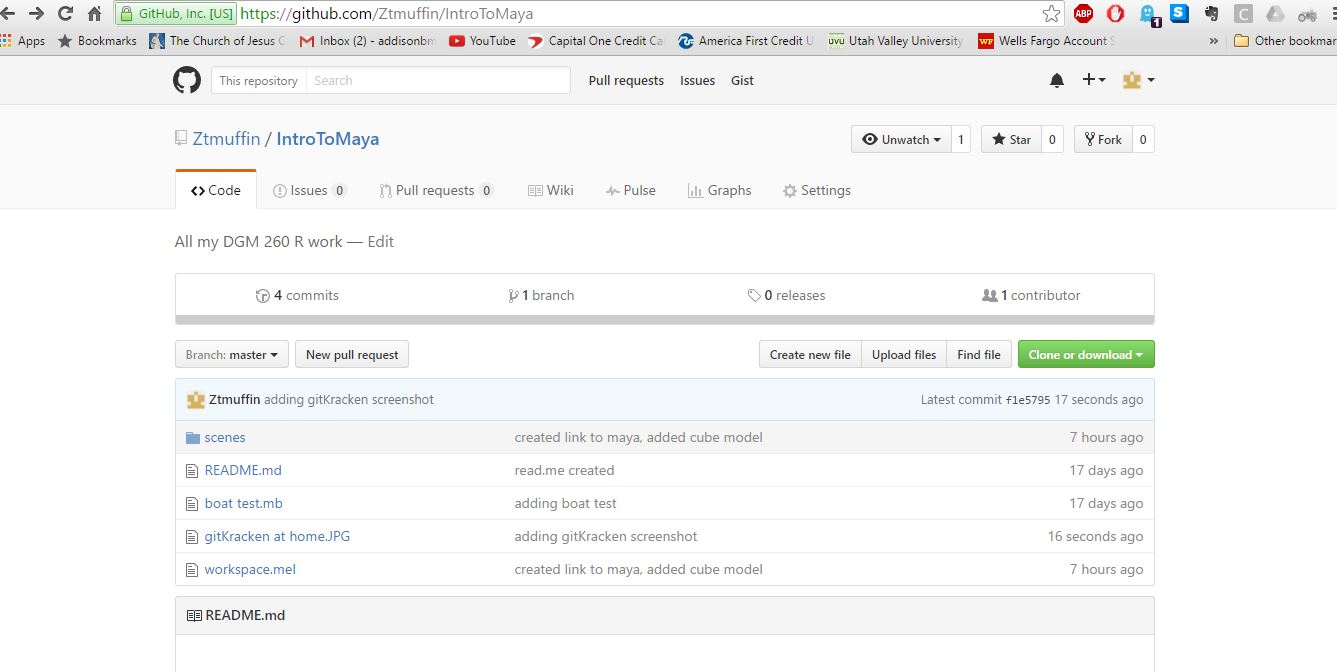 GitHub, Inc. [US] https://github.com/Ztmuffin/IntroToMaya ABP 1 S C
Apps Bookmarks The Church of Jesus C Inbox (2) - addisonbm YouTube Capital One Credit Ca America First Credit U UVU Utah Valley University WF Wells Fargo Account S » Other bookmar
This repository Search Pull requests Issues Gist
Ztmuffin / IntroToMaya Unwatch 1 Star 0 Fork 0
Code Issues 0 Pull requests 0 Wiki Pulse Graphs Settings
All my DGM 260 R work — Edit
4 commits 1 branch 0 releases 1 contributor
Branch: master New pull request Create new file Upload files Find file Clone or download
Ztmuffin adding gitKracken screenshot Latest commit f1e5795 17 seconds ago
scenes created link to maya, added cube model 7 hours ago
README.md read.me created 17 days ago
boat test.mb adding boat test 17 days ago
gitKracken at home.JPG adding gitKracken screenshot 16 seconds ago
workspace.mel created link to maya, added cube model 7 hours ago
README.md